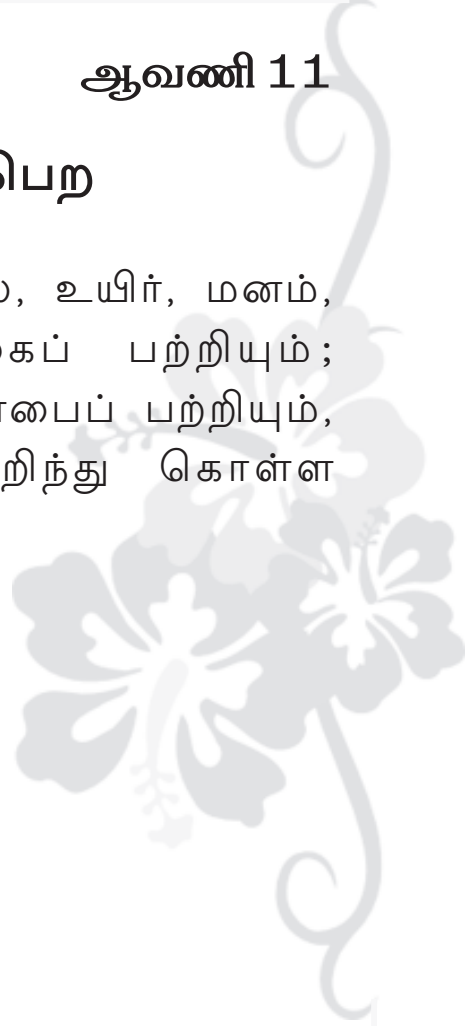 ஆவணி 11
பெற
உயிர், மனம்,
பற்றியும்;
பற்றியும்,
கொள்ள